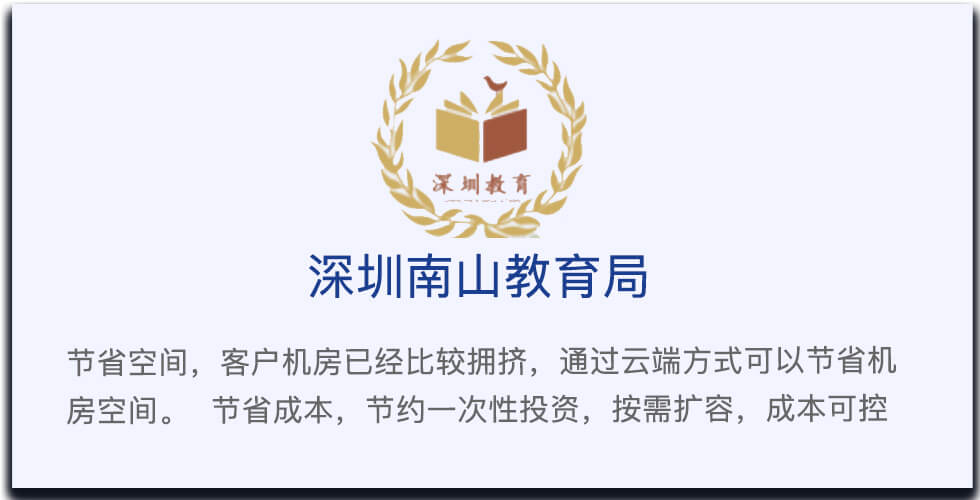 深圳教育
深圳南山教育局
节省空间，客户机房已经比较拥挤，通过云端方式可以节省机
房空间。 节省成本，节约一次性投资，按需扩容，成本可控